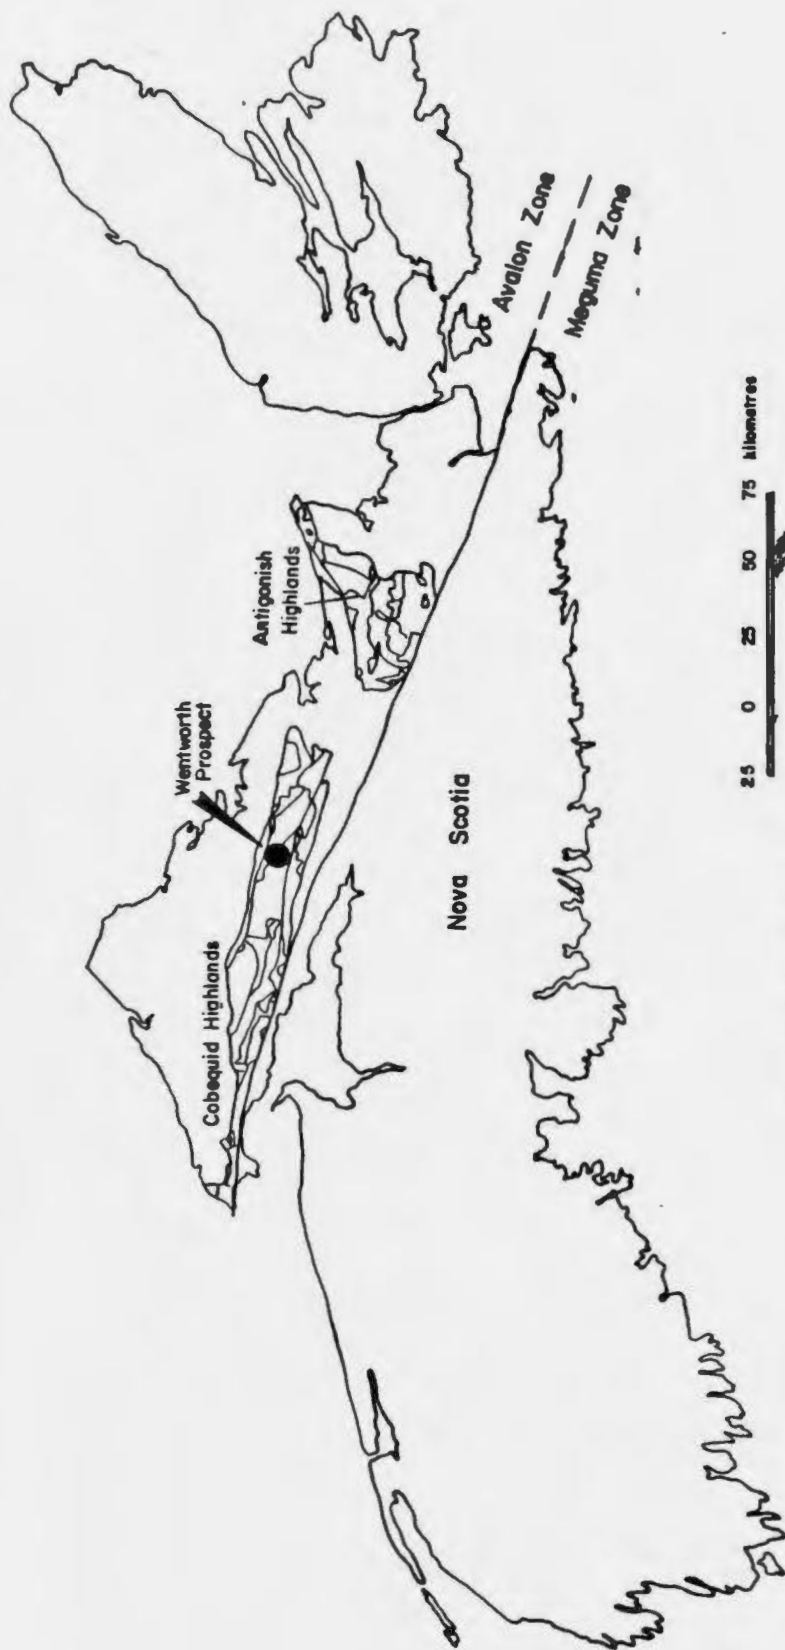 Wentworth
Prospect
Cobequid Highlands
Antigonish
Highlands
Avalon Zone
Meguma Zone
Nova Scotia
25 0 25 50 75 kilometres